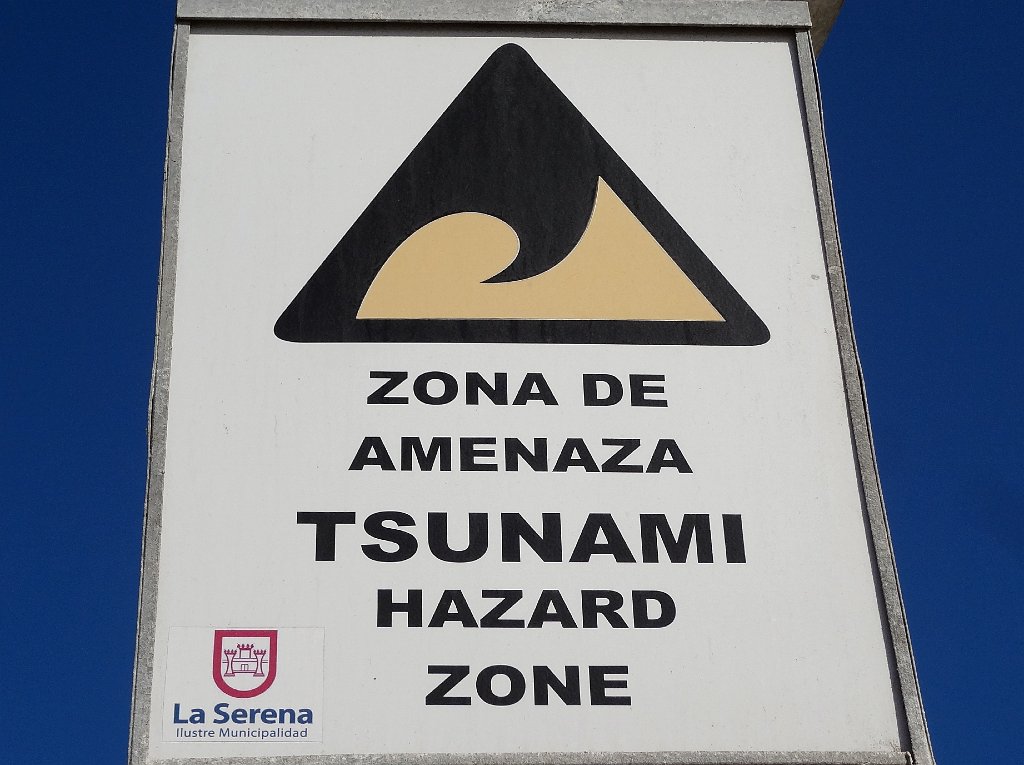 ZONA DE
AMENAZA
TSUNAMI
HAZARD
ZONE
La Serena
Ilustre Municipalidad